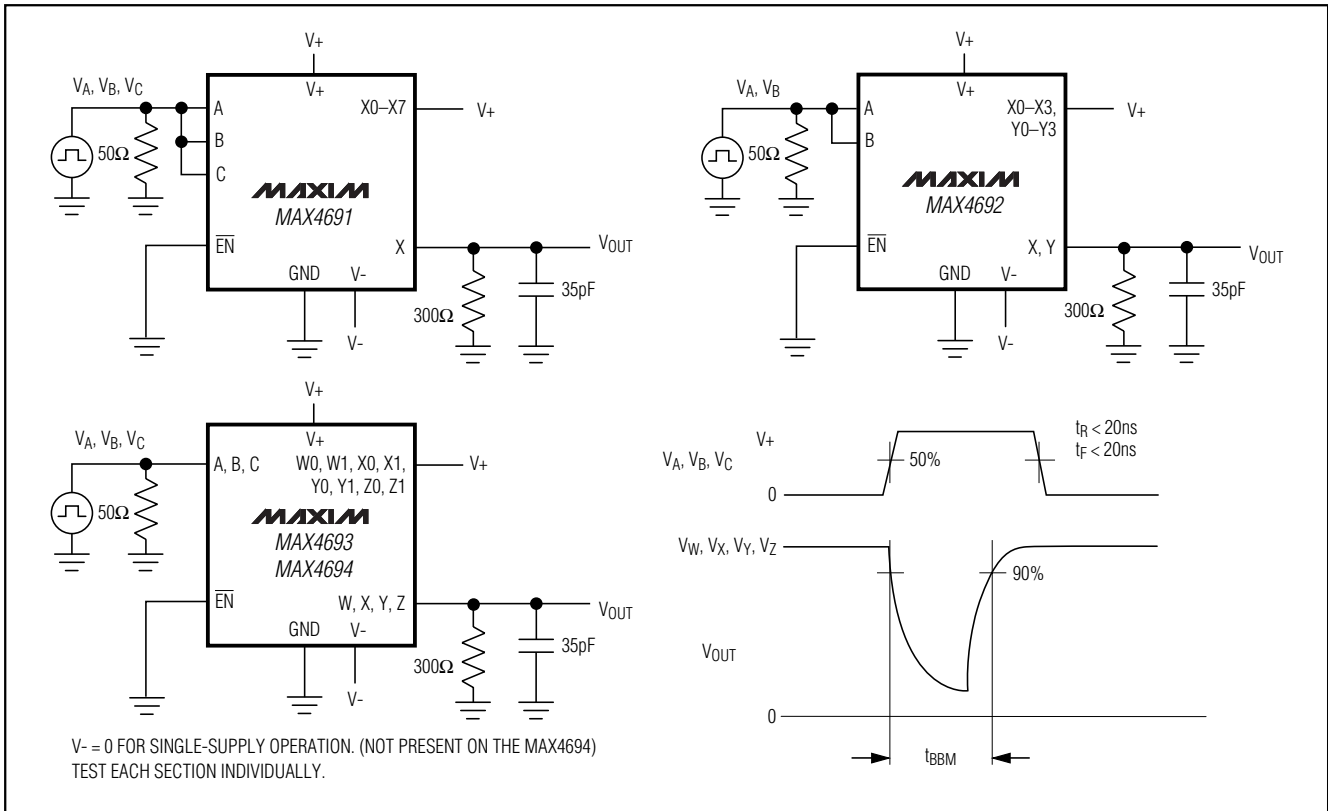 V+
VA, VB, VC
V+
A
X0–X7
V+
B
50Ω
C
MAXIM
MAX4691
EN
X
VOUT
GND
V-
35pF
300Ω
V-
V+
VA, VB
V+
A
X0–X3,
Y0–Y3
V+
B
50Ω
MAXIM
MAX4692
EN
X, Y
VOUT
GND
V-
35pF
300Ω
V-
V+
VA, VB, VC
V+
A, B, C
W0, W1, X0, X1,
Y0, Y1, Z0, Z1
V+
50Ω
MAXIM
MAX4693
MAX4694
EN
W, X, Y, Z
VOUT
GND
V-
35pF
300Ω
V-
V- = 0 FOR SINGLE-SUPPLY OPERATION. (NOT PRESENT ON THE MAX4694)
TEST EACH SECTION INDIVIDUALLY.
V+
tR < 20ns
tF < 20ns
VA, VB, VC
50%
0
VW, VX, VY, VZ
90%
VOUT
0
tBBM